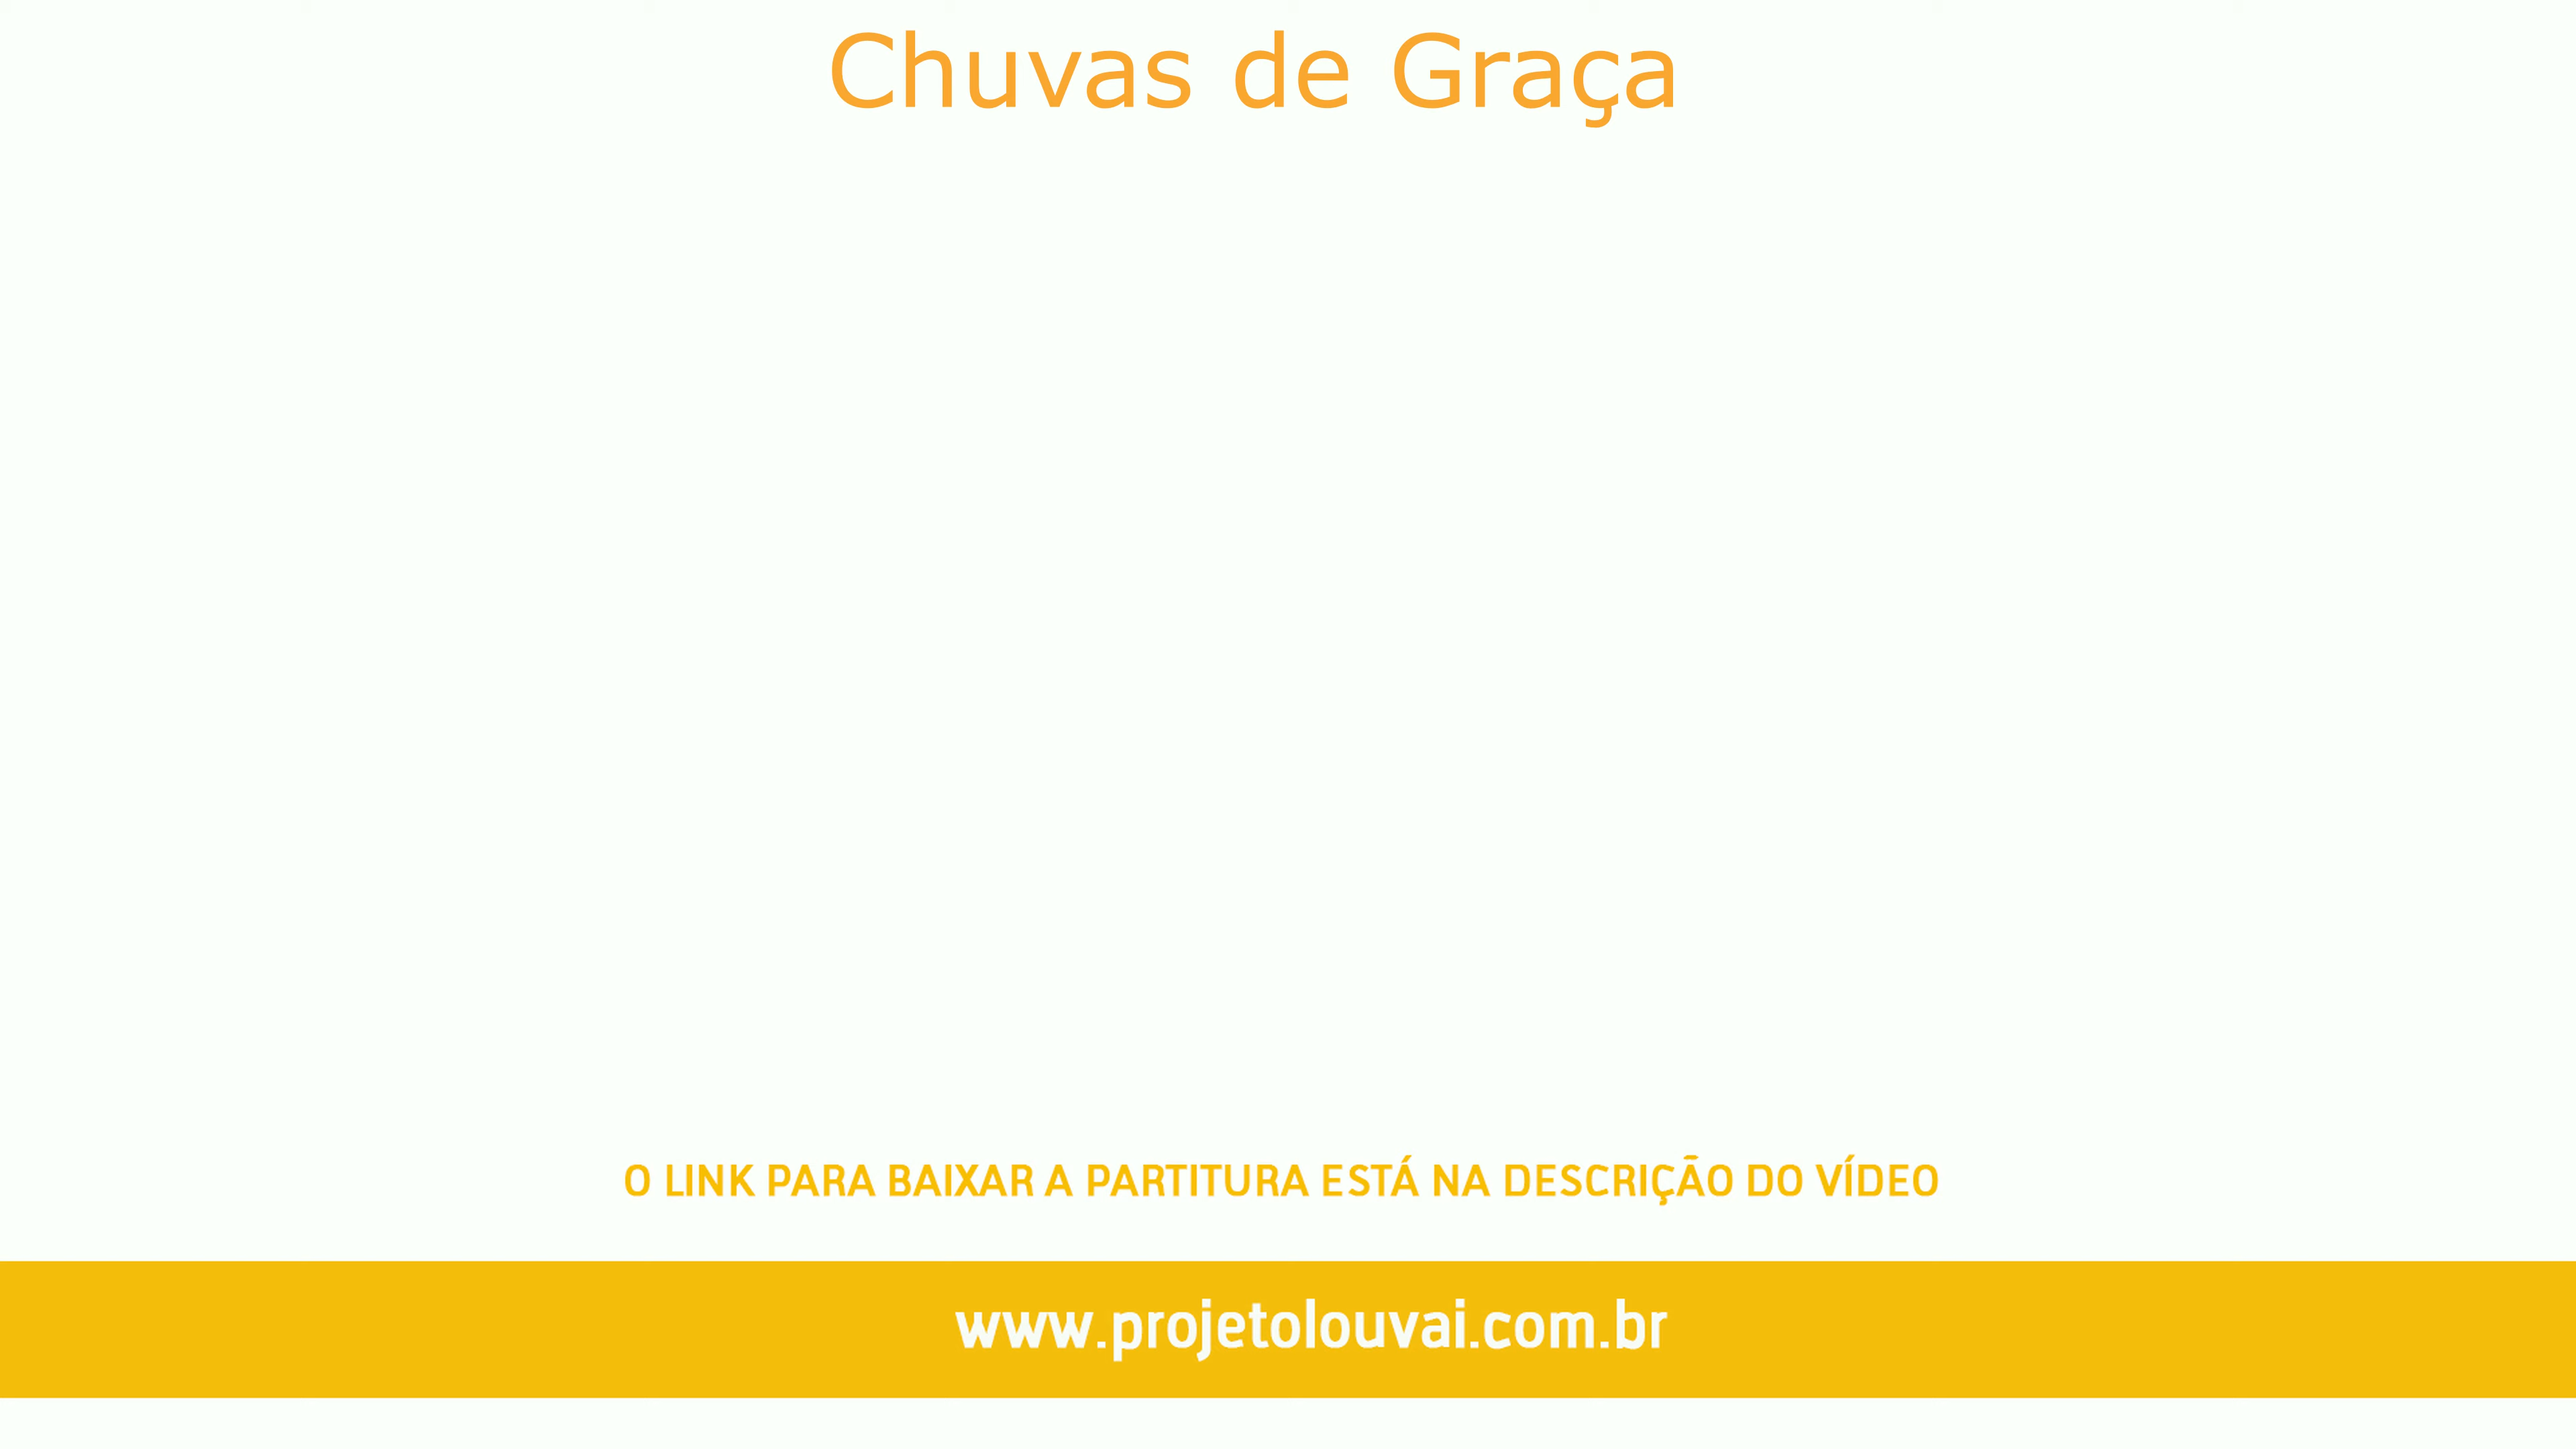 Chuvas de Graça
O LINK PARA BAIXAR A PARTITURA ESTÁ NA DESCRIÇÃO DO VÍDEO
www.projetolouvai.com.br